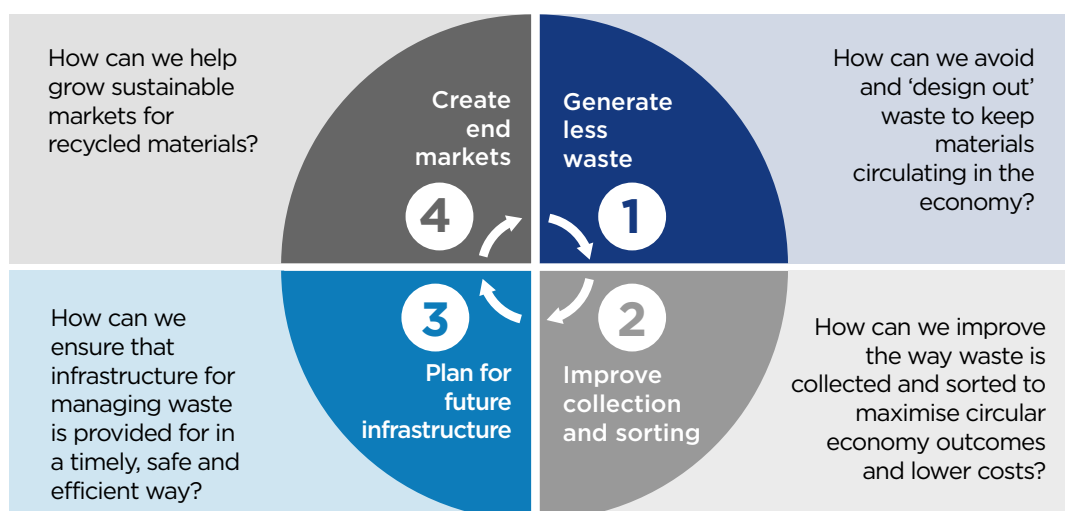 How can we help
grow sustainable
markets for
recycled materials?
Create
end
markets
4
Generate
less
waste
1
How can we avoid
and ‘design out’
waste to keep
materials
circulating in the
economy?
How can we
ensure that
infrastructure for
managing waste
is provided for in
a timely, safe and
efficient way?
3
Plan for
future
infrastructure
2
Improve
collection
and sorting
How can we improve
the way waste is
collected and sorted to
maximise circular
economy outcomes
and lower costs?